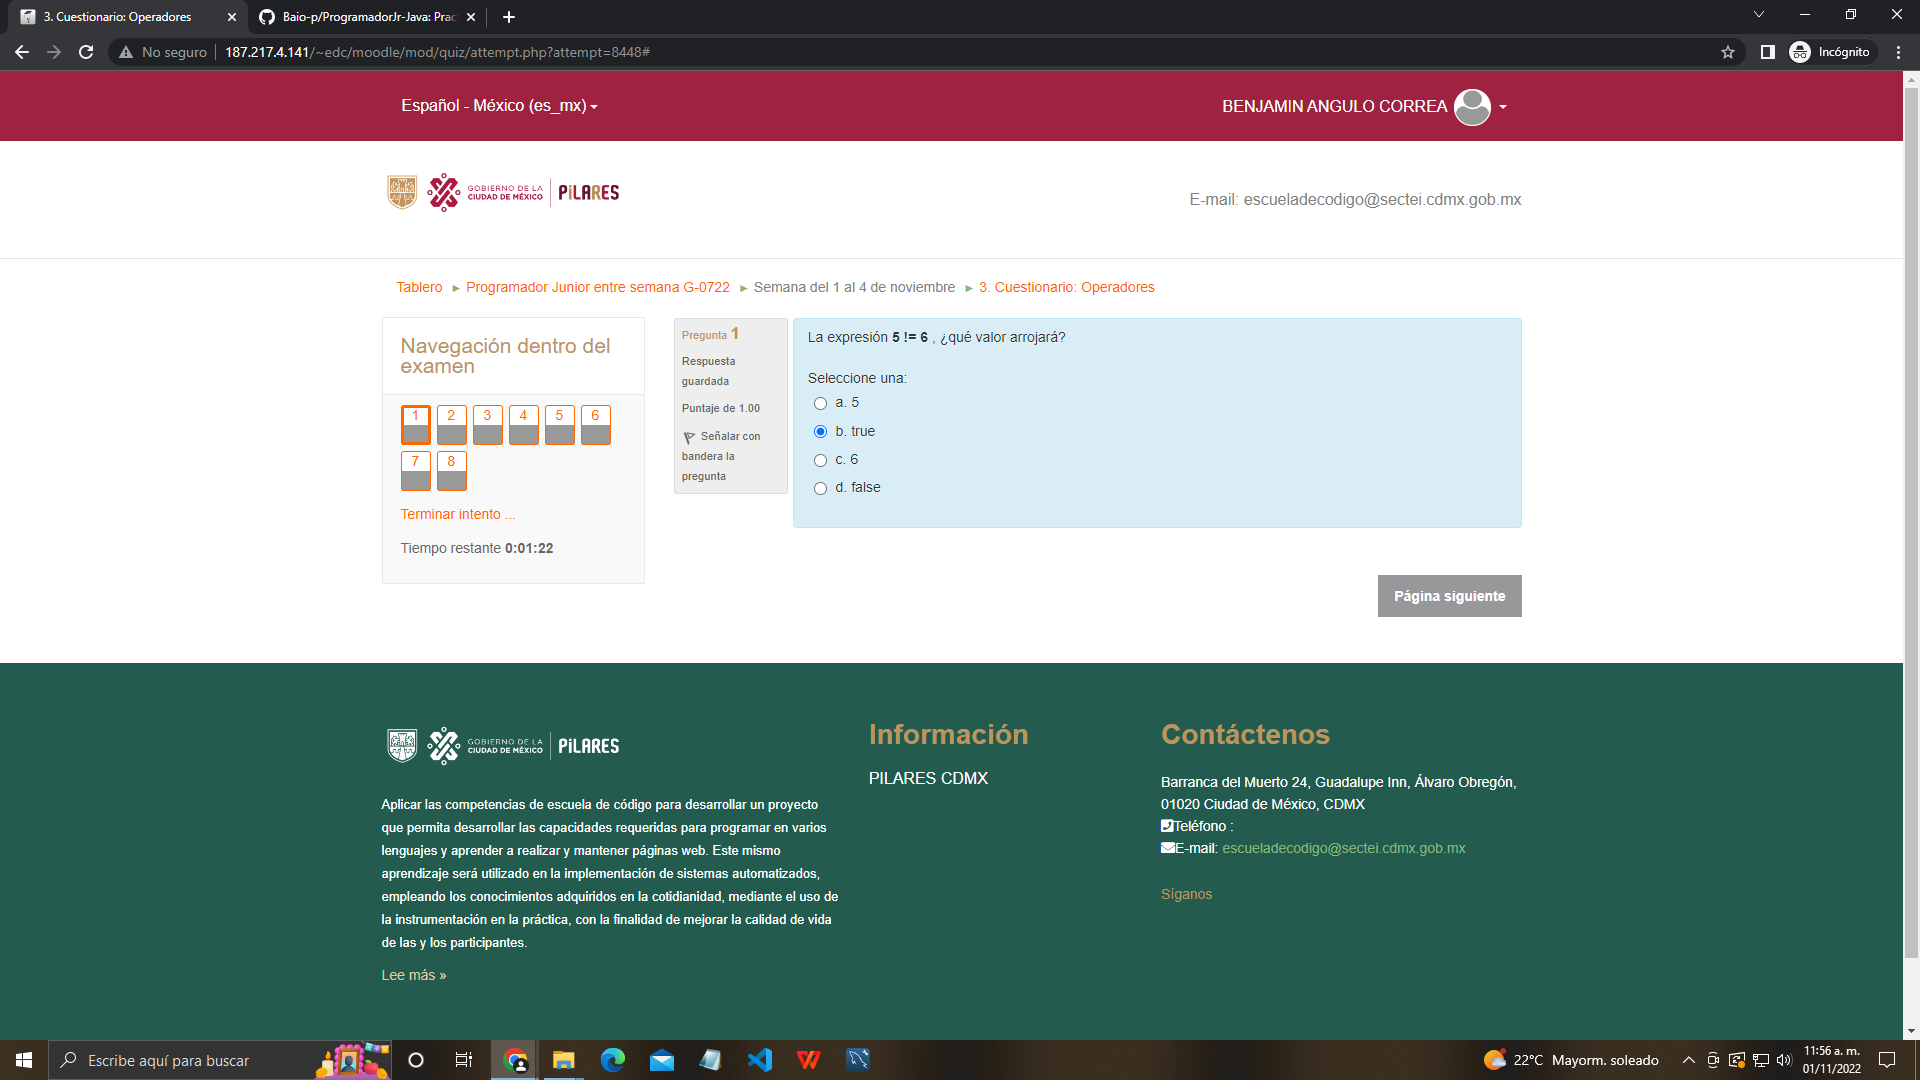 3. Cuestionario: Operadores
Baio-p/ProgramadorJr-Java: Prac
No seguro
187.217.4.141/~edc/moodle/mod/quiz/attempt.php?attempt=8448#
Incógnito
Español - México (es_mx)
BENJAMIN ANGULO CORREA
GOBIERNO DE LA
CIUDAD DE MÉXICO
PiLARES
E-mail: escueladecodigo@sectei.cdmx.gob.mx
Tablero ► Programador Junior entre semana G-0722 ► Semana del 1 al 4 de noviembre ► 3. Cuestionario: Operadores
Navegación dentro del
examen
1 2 3 4 5 6
7 8
Terminar intento ...
Tiempo restante 0:01:22
Pregunta 1
Respuesta
guardada
Puntaje de 1.00
Señalar con
bandera la
pregunta
La expresión 5 != 6 , ¿qué valor arrojará?
Seleccione una:
a. 5
b. true
c. 6
d. false
Página siguiente
GOBIERNO DE LA
CIUDAD DE MÉXICO
PiLARES
Aplicar las competencias de escuela de código para desarrollar un proyecto
que permita desarrollar las capacidades requeridas para programar en varios
lenguajes y aprender a realizar y mantener páginas web. Este mismo
aprendizaje será utilizado en la implementación de sistemas automatizados,
empleando los conocimientos adquiridos en la cotidianidad, mediante el uso de
la instrumentación en la práctica, con la finalidad de mejorar la calidad de vida
de las y los participantes.
Lee más »
Información
PILARES CDMX
Contáctenos
Barranca del Muerto 24, Guadalupe Inn, Álvaro Obregón,
01020 Ciudad de México, CDMX
Teléfono :
E-mail: escueladecodigo@sectei.cdmx.gob.mx
Síganos
Escribe aquí para buscar
22°C Mayorm. soleado
11:56 a. m.
01/11/2022